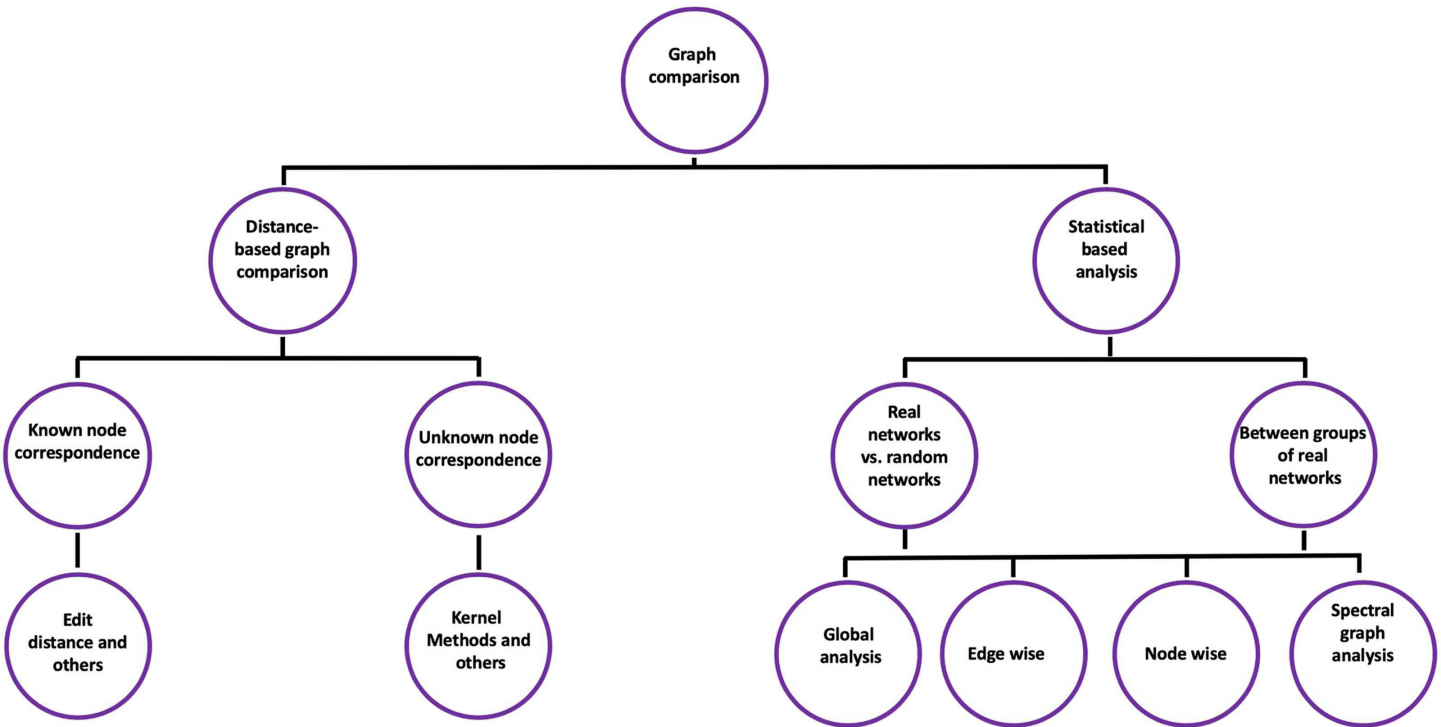 Graph
comparison
Distance-
based graph
comparison
Statistical
based
analysis
Known node
correspondence
Unknown node
correspondence
Real
networks
vs. random
networks
Between groups
of real
networks
Edit
distance and
others
Kernel
Methods and
others
Global
analysis
Edge wise
Node wise
Spectral
graph
analysis